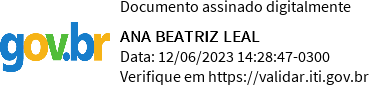 Documento assinado digitalmente
gov.br
ANA BEATRIZ LEAL
Data: 12/06/2023 14:28:47-0300
Verifique em https://validar.iti.gov.br